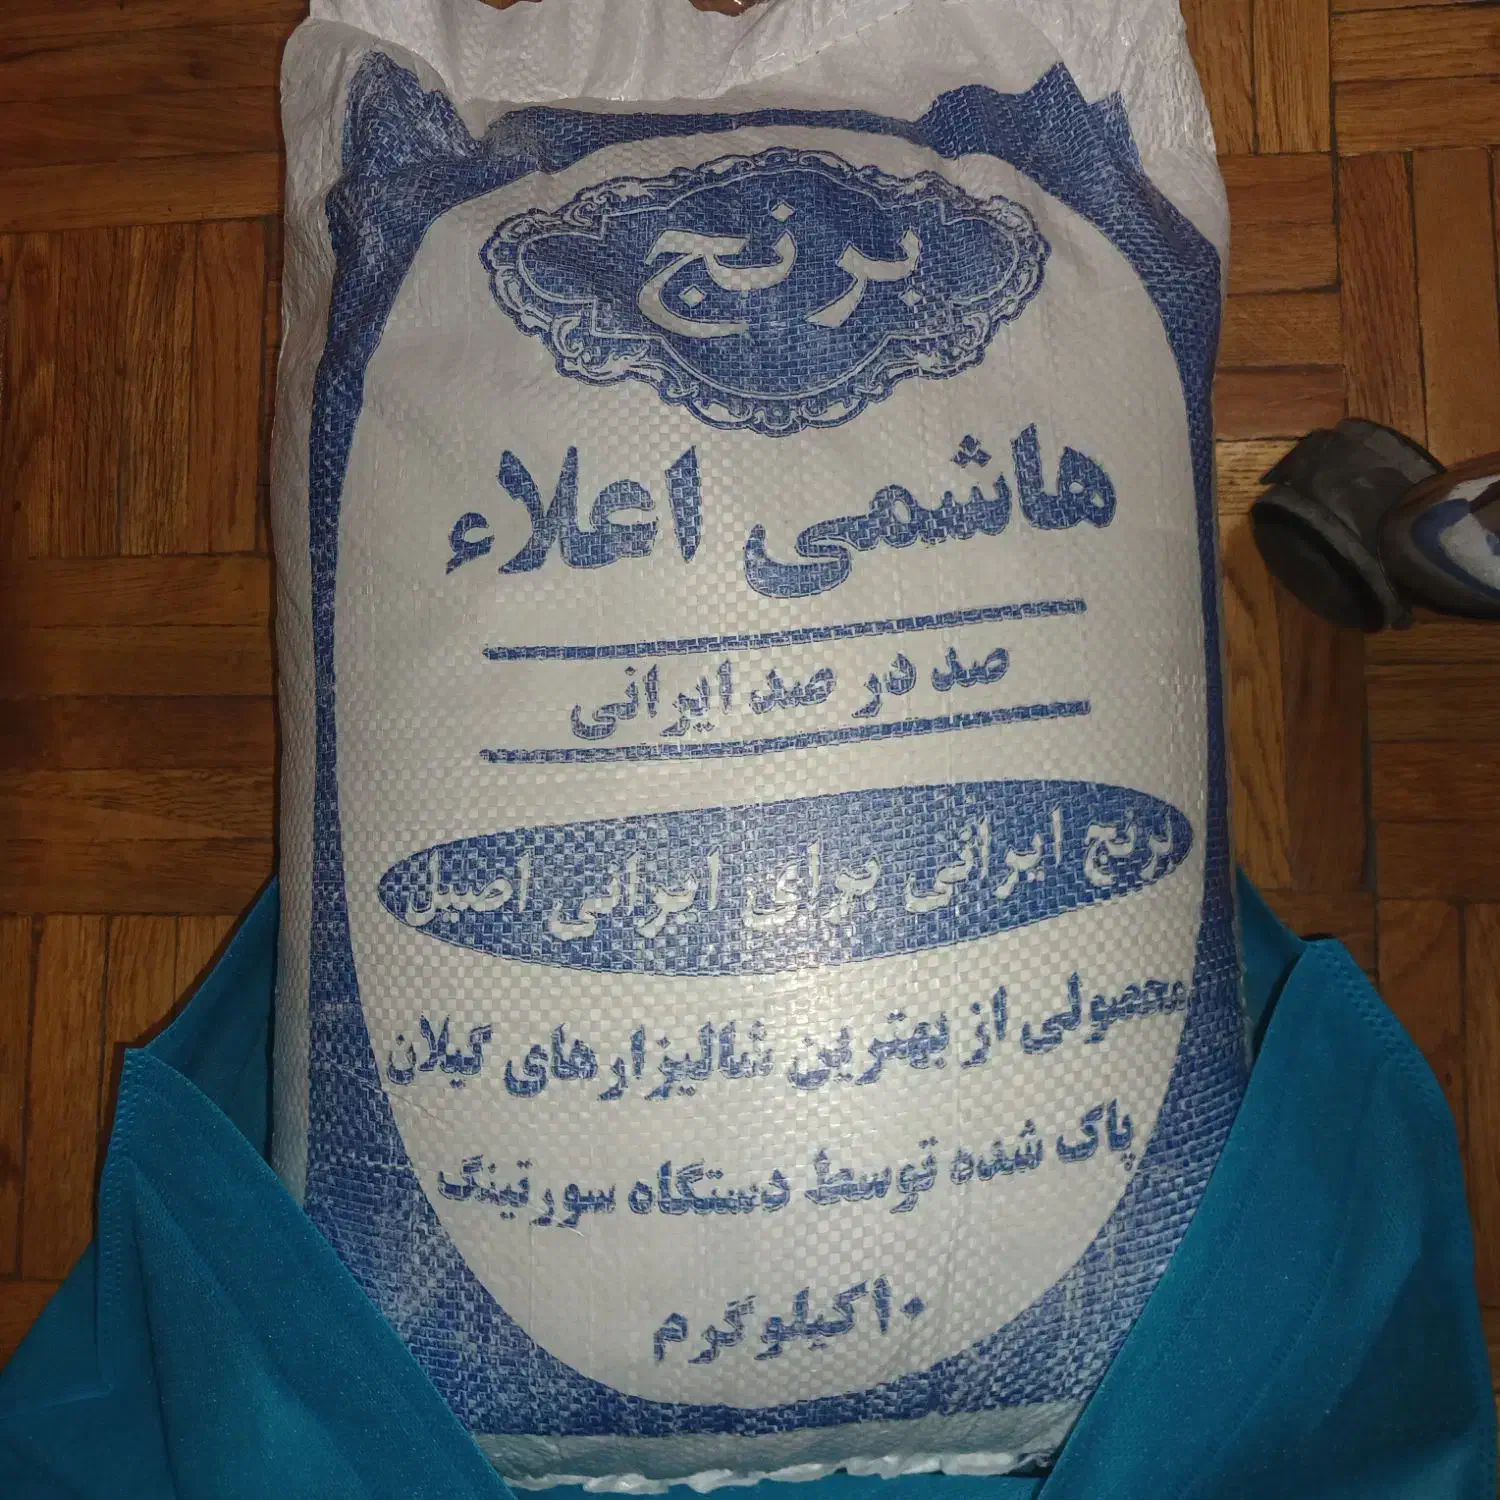 برنج
هاشمی اعلاء
صد در صد ایرانی
برنج ایرانی برای ایرانی اصیل
محصولی از بهترین شالیزارهای گیلان
پاک شده توسط دستگاه سورتینگ
۱۰کیلوگرم